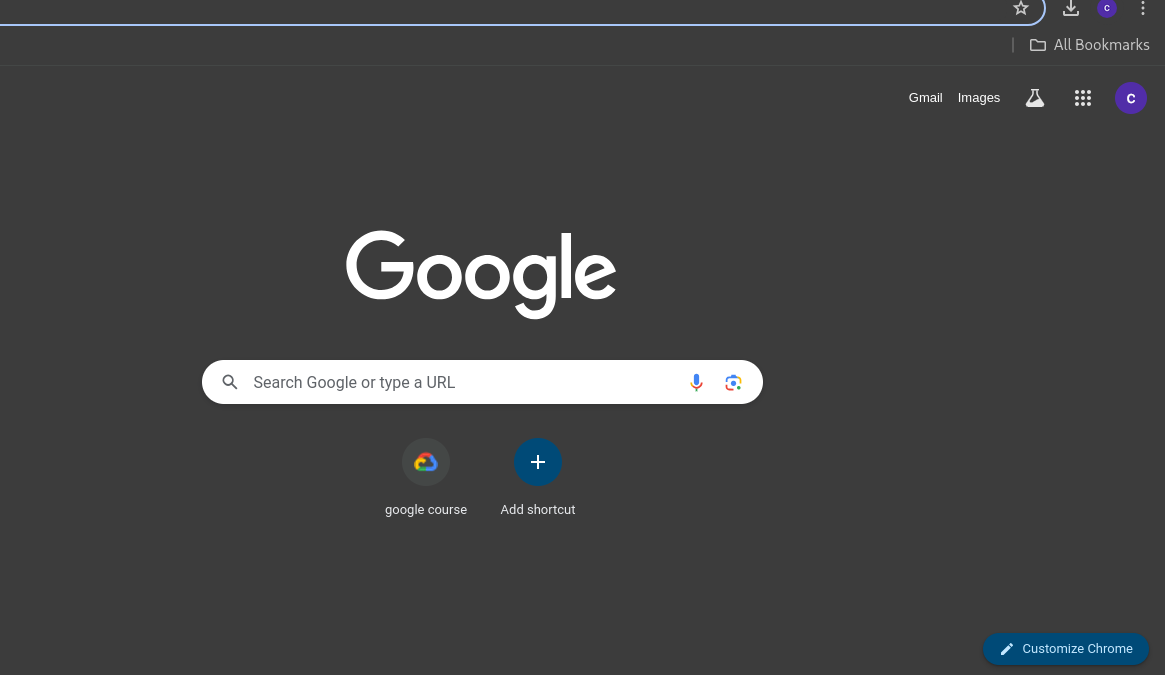 c
All Bookmarks
Gmail Images c
Google
Search Google or type a URL
google course Add shortcut
Customize Chrome